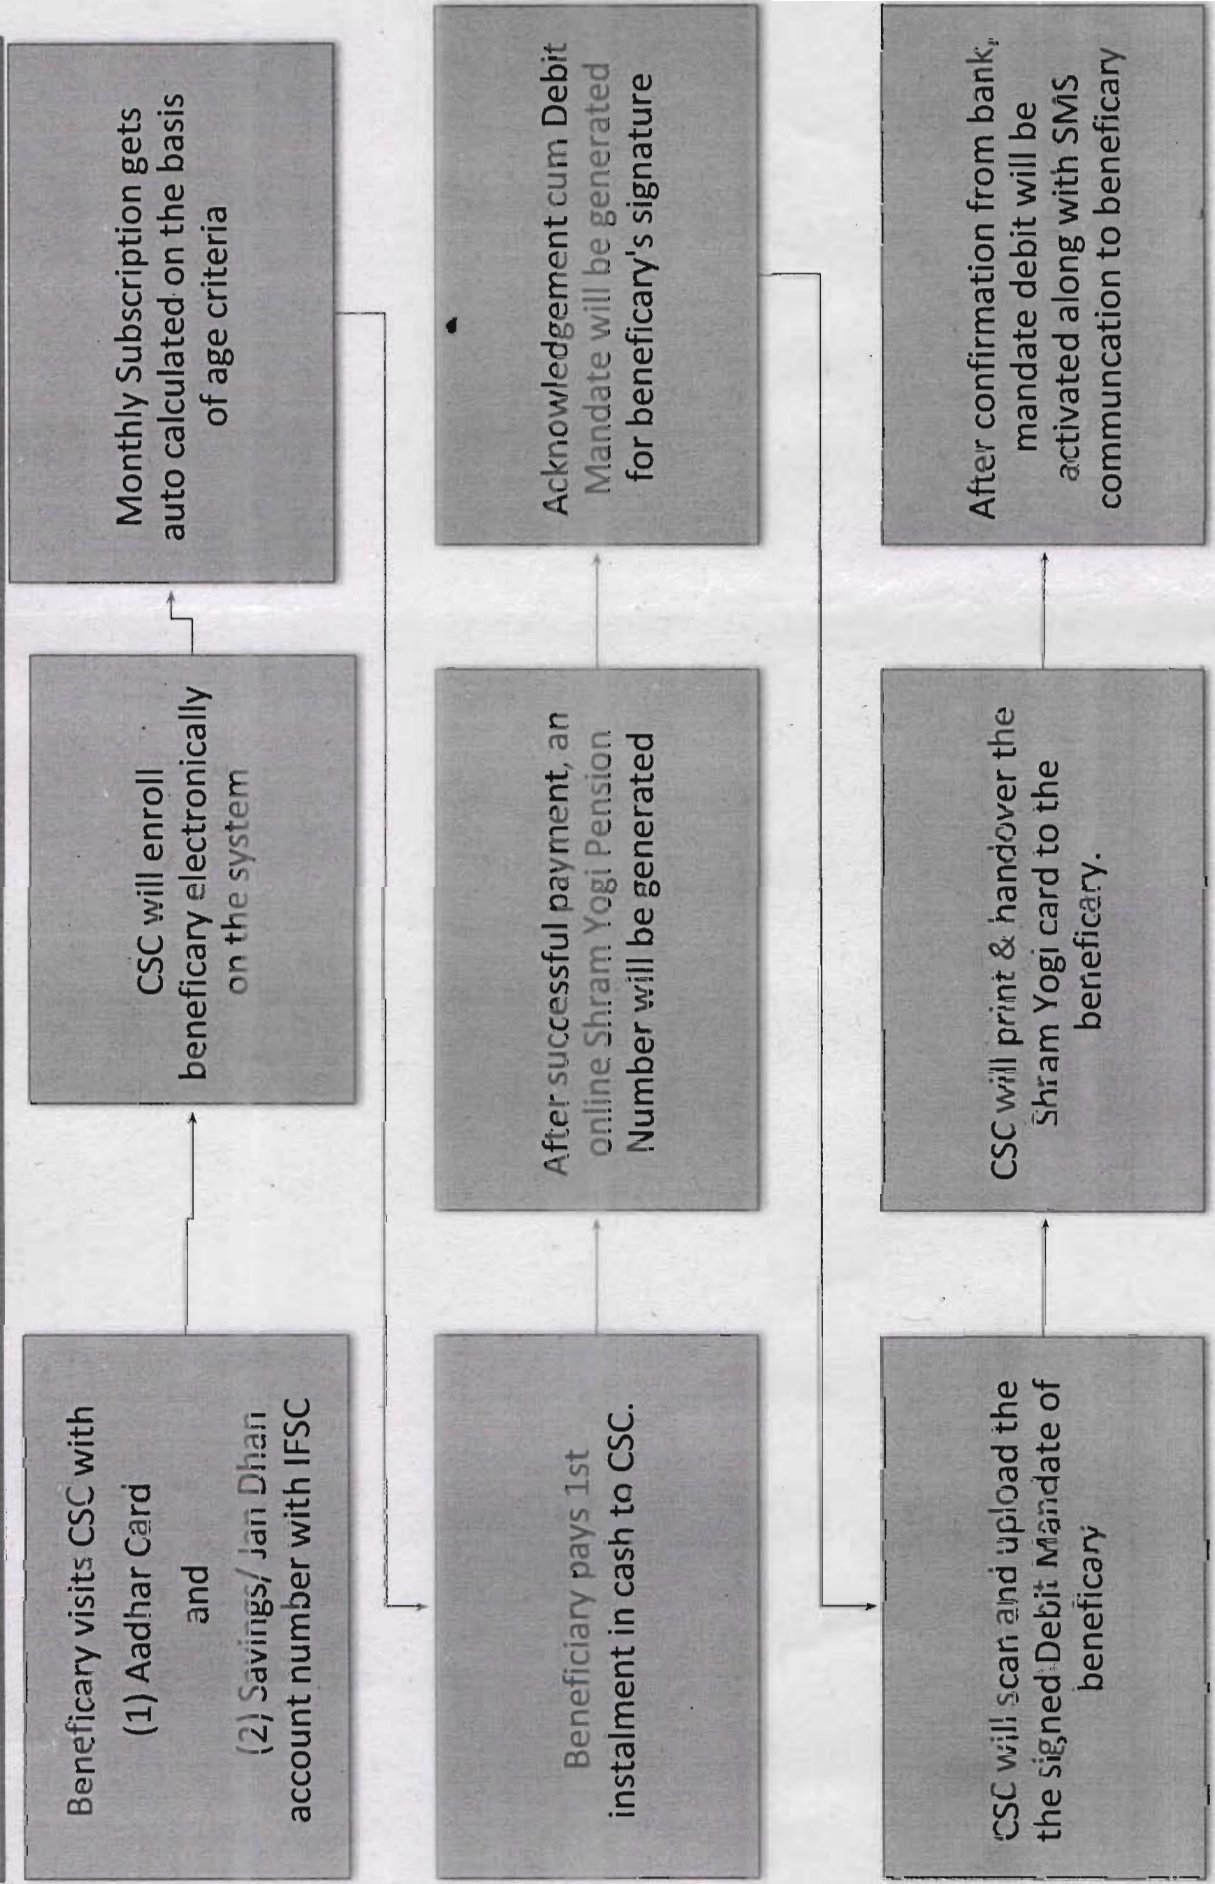 Beneficary visits CSC with
(1) Aadhar Card
and
(2) Savings/ Jan Dhan
account number with IFSC
CSC will enroll
beneficary electronically
on the system
Monthly Subscription gets
auto calculated on the basis
of age criteria
Beneficiary pays 1st
instalment in cash to CSC.
After successful payment, an
online Shram Yogi Pension
Number will be generated
Acknowledgement cum Debit
Mandate will be generated
for beneficary's signature
CSC will scan and upload the
the signed Debit Mandate of
beneficary
CSC will print & handover the
Shram Yogi card to the
beneficary.
After confirmation from bank,
mandate debit will be
activated along with SMS
communcation to beneficary